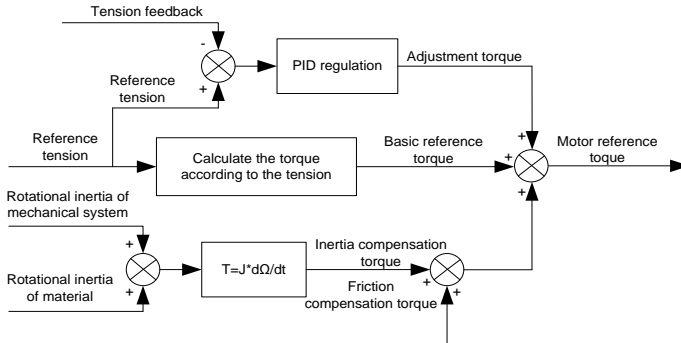 Tension feedback
-
PID regulation
Adjustment torque
+
Reference
tension
Reference
tension
Calculate the torque
according to the tension
Basic reference
torque
+
+
Motor reference
toque
+
Rotational inertia of
mechanical system
+
T=J*dΩ/dt
Inertia compensation
torque
+
Rotational inertia
of material
+
Friction
compensation torque
+